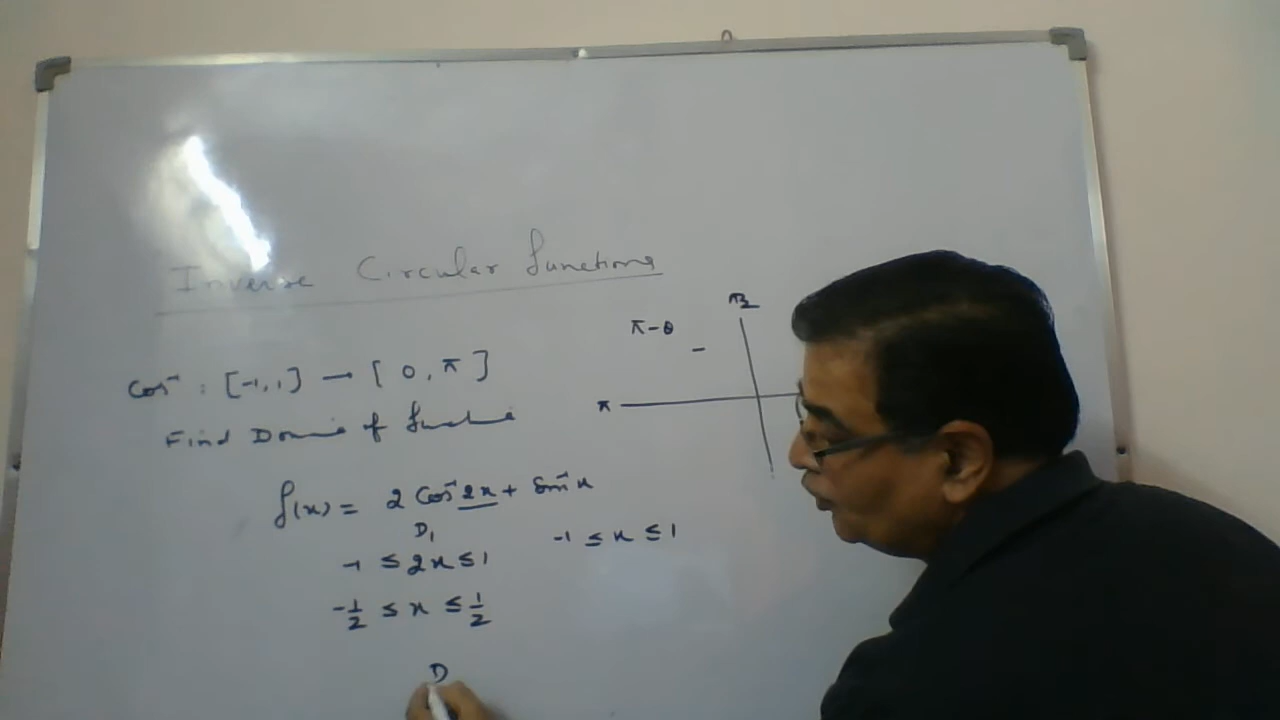 Inverse Circular functions
π/2
π-θ
cos⁻¹ : [-1,1] → [0, π]
π
Find Domain of function
f(x) = 2 Cos⁻¹ 2x + Sin⁻¹ x
D₁
-1 ≤ x ≤ 1
-1 ≤ 2x ≤ 1
-1/2 ≤ x ≤ 1/2
D